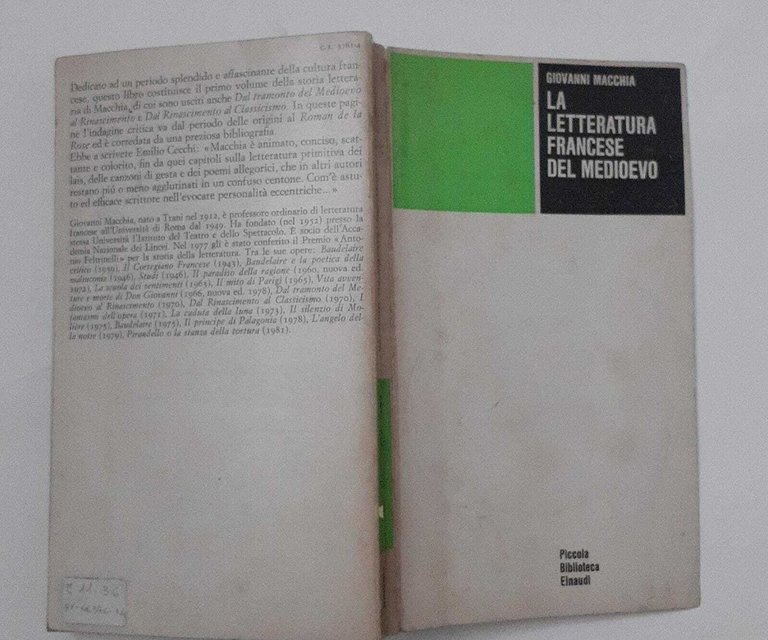 C.L. 5781-4
Dedicato ad un periodo splendido e affascinante della cultura fran-
cese, questo libro costituisce il primo volume della storia lettera-
ria di Macchia, di cui sono usciti anche Dal tramonto del Medioevo
al Rinascimento e Dal Rinascimento al Classicismo. In queste pagi-
ne l'indagine critica va dal periodo delle origini al Roman de la
Rose ed è corredata da una preziosa bibliografia.
Ebbe a scrivere Emilio Cecchi: «Macchia è animato, conciso, scat-
tante e colorito, fin da quei capitoli sulla letteratura primitiva dei
lais, delle canzoni di gesta e dei poemi allegorici, che in altri autori
restano piú o meno agglutinati in un confuso centone. Com'è astu-
to ed efficace scrittore nell'evocare personalità eccentriche...»
Giovanni Macchia, nato a Trani nel 1912, è professore ordinario di letteratura
francese all'Università di Roma dal 1949. Ha fondato (nel 1952) presso la
stessa Università l'Istituto del Teatro e dello Spettacolo. È socio dell'Acca-
demia Nazionale dei Lincei. Nel 1977 gli è stato conferito il Premio «Anto-
nio Feltrinelli» per la storia della letteratura. Tra le sue opere: Baudelaire
critico (1939), Il Cortegiano Francese (1943), Baudelaire e la poetica della
malinconia (1946), Studi (1946), Il paradiso della ragione (1960, nuova ed.
1972), La scuola dei sentimenti (1963), Il mito di Parigi (1965), Vita avven-
ture e morte di Don Giovanni (1966, nuova ed. 1978), Dal tramonto del Me-
dioevo al Rinascimento (1970), Dal Rinascimento al Classicismo (1970), I
fantasmi dell'opera (1971), La caduta della luna (1973), Il silenzio di Mo-
lière (1975), Baudelaire (1975), Il principe di Palagonia (1978), L'angelo del-
la notte (1979), Pirandello o la stanza della tortura (1981).
GIOVANNI MACCHIA
LA
LETTERATURA
FRANCESE
DEL MEDIOEVO
Piccola
Biblioteca
Einaudi